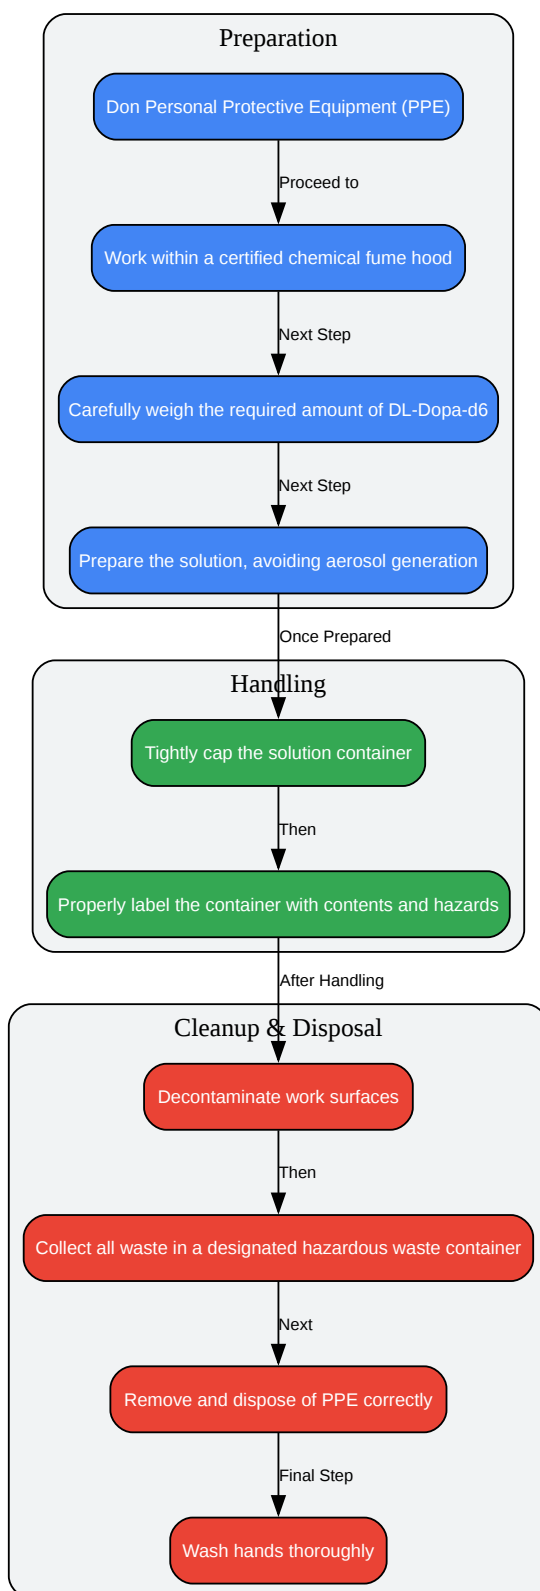 Preparation
Don Personal Protective Equipment (PPE)
Proceed to
Work within a certified chemical fume hood
Next Step
Carefully weigh the required amount of DL-Dopa-d6
Next Step
Prepare the solution, avoiding aerosol generation
Once Prepared
Handling
Tightly cap the solution container
Then
Properly label the container with contents and hazards
After Handling
Cleanup & Disposal
Decontaminate work surfaces
Then
Collect all waste in a designated hazardous waste container
Next
Remove and dispose of PPE correctly
Final Step
Wash hands thoroughly